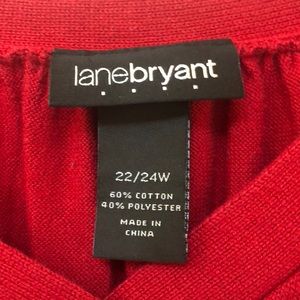 lanebryant
22/24W
60% COTTON
40% POLYESTER
MADE IN
CHINA